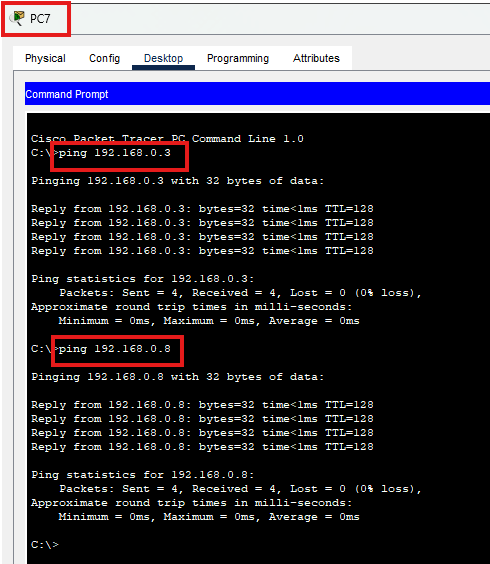 PC7
Physical Config Desktop Programming Attributes
Command Prompt
Cisco Packet Tracer PC Command Line 1.0
C:\>ping 192.168.0.3
Pinging 192.168.0.3 with 32 bytes of data:
Reply from 192.168.0.3: bytes=32 time<1ms TTL=128
Reply from 192.168.0.3: bytes=32 time<1ms TTL=128
Reply from 192.168.0.3: bytes=32 time<1ms TTL=128
Reply from 192.168.0.3: bytes=32 time<1ms TTL=128
Ping statistics for 192.168.0.3:
Packets: Sent = 4, Received = 4, Lost = 0 (0% loss),
Approximate round trip times in milli-seconds:
Minimum = 0ms, Maximum = 0ms, Average = 0ms
C:\>ping 192.168.0.8
Pinging 192.168.0.8 with 32 bytes of data:
Reply from 192.168.0.8: bytes=32 time<1ms TTL=128
Reply from 192.168.0.8: bytes=32 time<1ms TTL=128
Reply from 192.168.0.8: bytes=32 time<1ms TTL=128
Reply from 192.168.0.8: bytes=32 time<1ms TTL=128
Ping statistics for 192.168.0.8:
Packets: Sent = 4, Received = 4, Lost = 0 (0% loss),
Approximate round trip times in milli-seconds:
Minimum = 0ms, Maximum = 0ms, Average = 0ms
C:\>